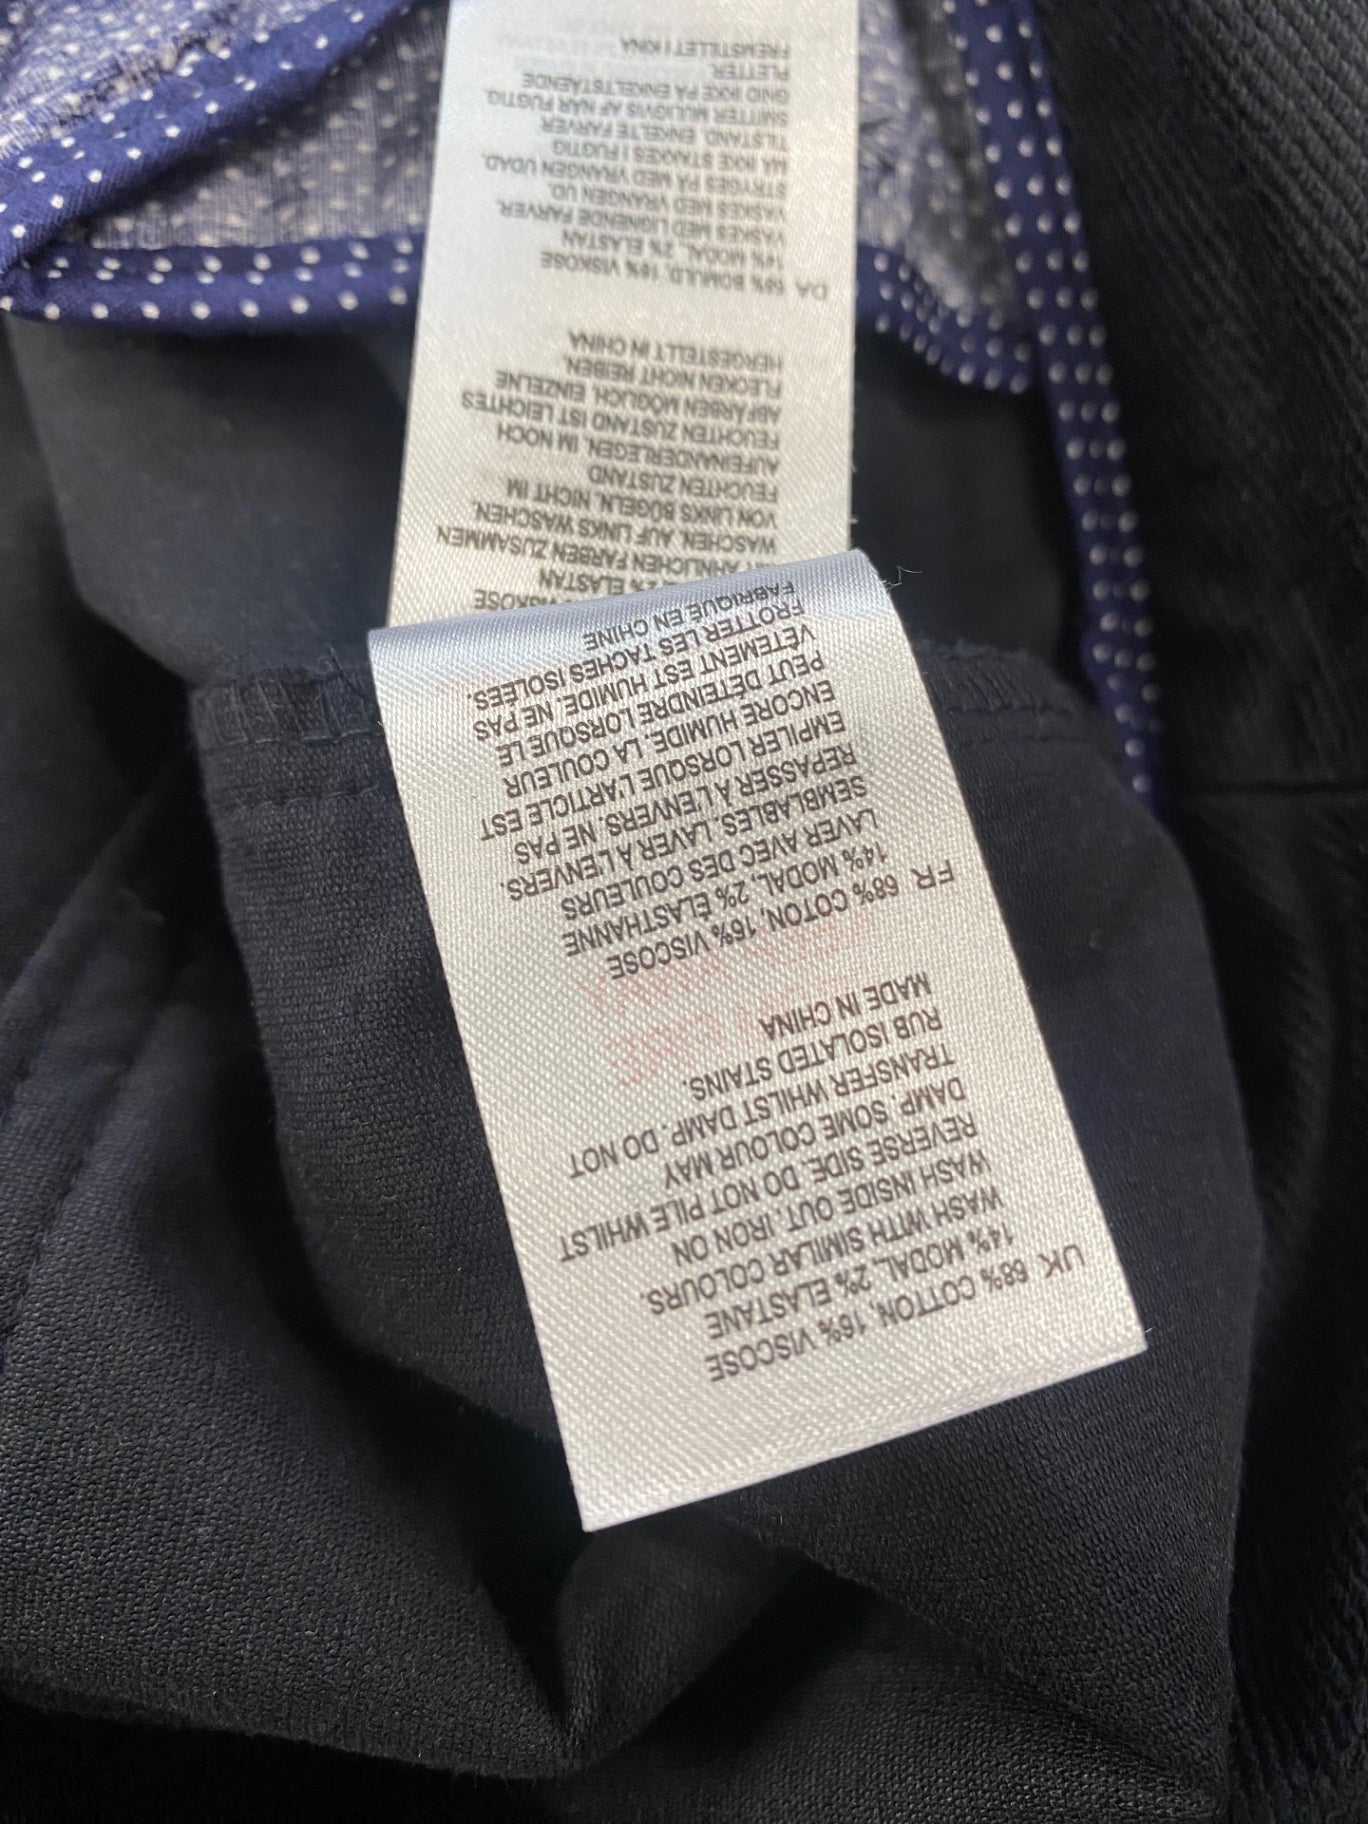 UK 68% COTTON, 16% VISCOSE
14% MODAL, 2% ELASTANE
WASH WITH SIMILAR COLOURS.
WASH INSIDE OUT, IRON ON
REVERSE SIDE. DO NOT PILE WHILST
DAMP. SOME COLOUR MAY
TRANSFER WHILST DAMP. DO NOT
RUB ISOLATED STAINS.
MADE IN CHINA
FR 68% COTON, 16% VISCOSE
14% MODAL, 2% ÉLASTHANNE
LAVER AVEC DES COULEURS
SEMBLABLES. LAVER À L'ENVERS.
REPASSER À L'ENVERS. NE PAS
EMPILER LORSQUE L'ARTICLE EST
ENCORE HUMIDE. LA COULEUR
PEUT DÉTEINDRE LORSQUE LE
VÊTEMENT EST HUMIDE. NE PAS
FROTTER LES TACHES ISOLÉES.
FABRIQUÉ EN CHINE
VISKOSE
2% ELASTAN
ÄHNLICHEN FARBEN ZUSAMMEN
WASCHEN. AUF LINKS WASCHEN.
VON LINKS BÜGELN. NICHT IM
FEUCHTEN ZUSTAND
AUFEINANDERLEGEN. IM NOCH
FEUCHTEN ZUSTAND IST LEICHTES
ABFÄRBEN MÖGLICH. EINZELNE
FLECKEN NICHT REIBEN.
HERGESTELLT IN CHINA
DA 68% BOMULD, 16% VISKOSE
14% MODAL, 2% ELASTAN
VASKES MED LIGNENDE FARVER.
VASKES MED VRANGEN UD.
STRYGES PÅ MED VRANGEN UDAD.
MÅ IKKE STAKKES I FUGTIG
TILSTAND. ENKELTE FARVER
SMITTER MULIGVIS AF NÅR FUGTIG.
GNID IKKE PÅ ENKELTSTÅENDE
PLETTER.
FREMSTILLET I KINA